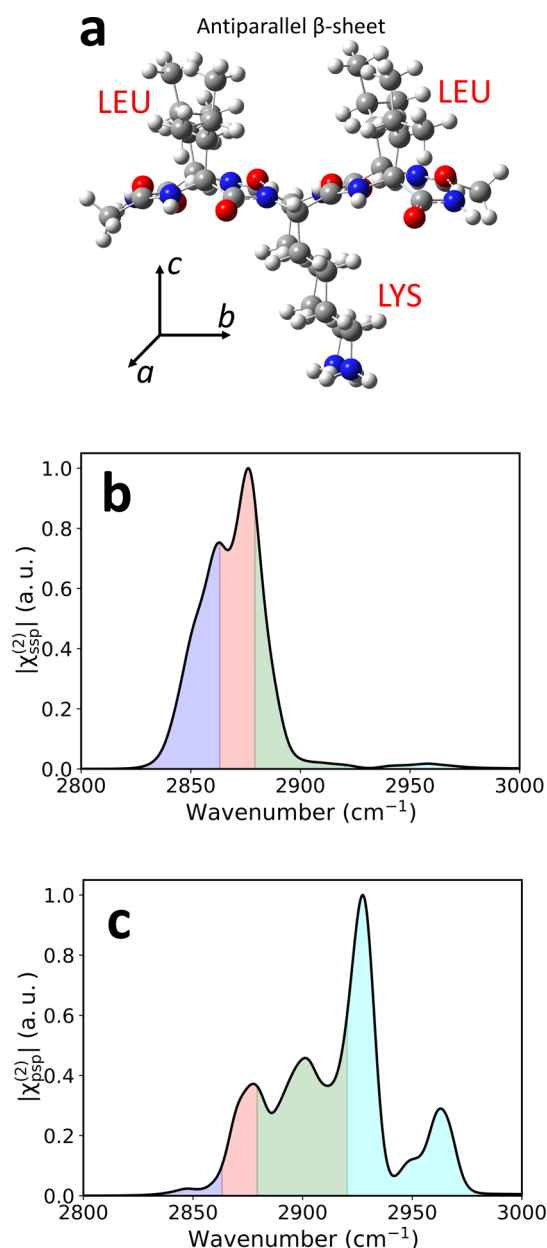 a
Antiparallel β-sheet
LEU
LEU
LYS
c
b
a
b
1.0
0.8
0.6
0.4
0.2
0.0
|χ⁽²⁾ₛₛₚ| (a. u.)
2800 2850 2900 2950 3000
Wavenumber (cm⁻¹)
c
1.0
0.8
0.6
0.4
0.2
0.0
|χ⁽²⁾ₚₛₚ| (a. u.)
2800 2850 2900 2950 3000
Wavenumber (cm⁻¹)